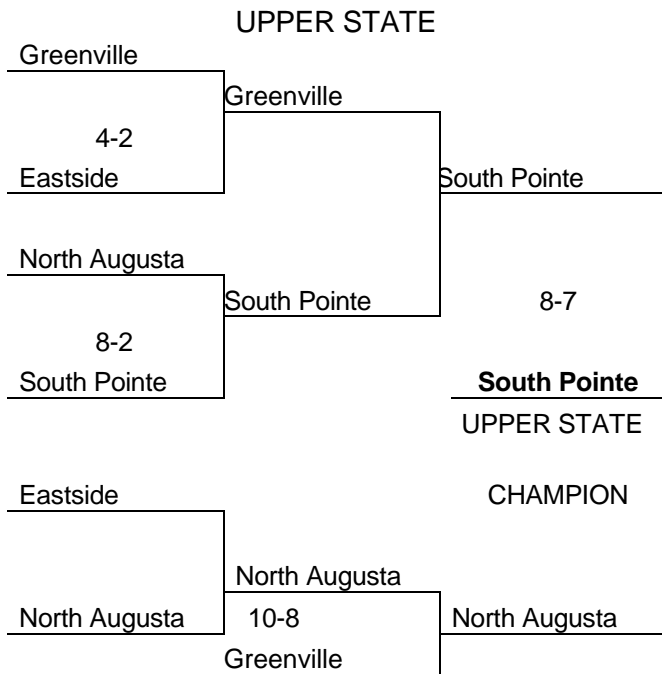 UPPER STATE
Greenville
Greenville
4-2
Eastside
South Pointe
North Augusta
South Pointe
8-7
8-2
South Pointe
South Pointe
UPPER STATE
Eastside
CHAMPION
North Augusta
North Augusta
10-8
North Augusta
Greenville